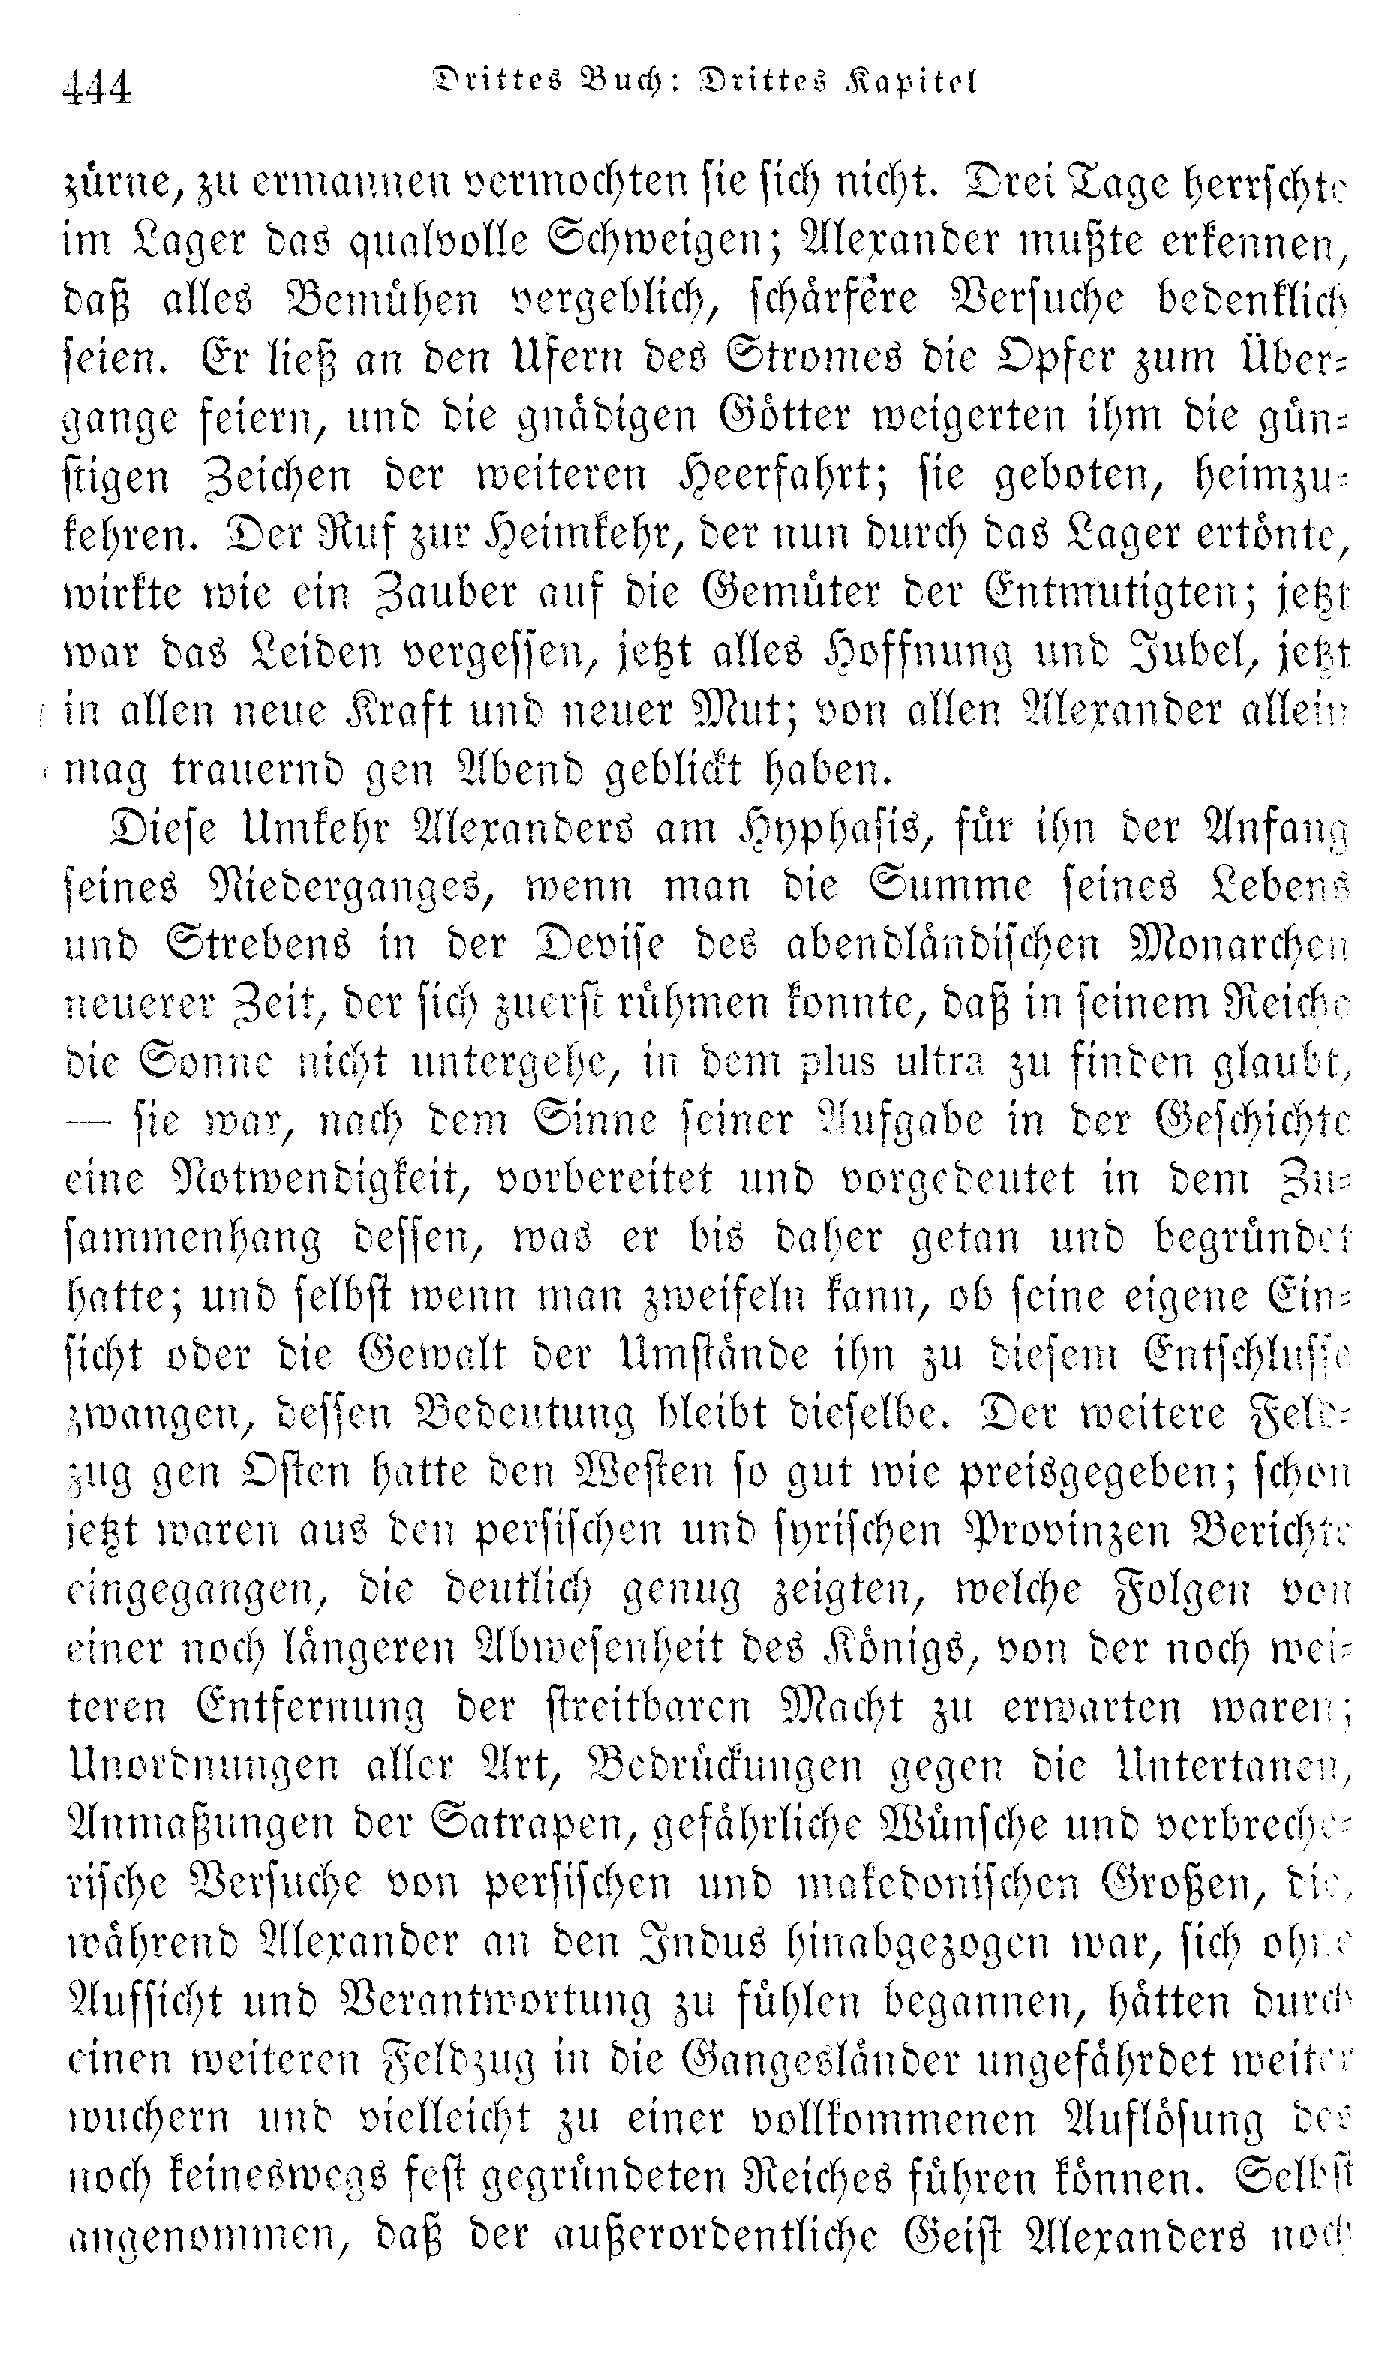 444
Drittes Buch: Drittes Kapitel
zürne, zu ermannen vermochten sie sich nicht. Drei Tage herrschte
im Lager das qualvolle Schweigen; Alexander mußte erkennen,
daß alles Bemühen vergeblich, schärfere Versuche bedenklich
seien. Er ließ an den Ufern des Stromes die Opfer zum Über-
gange feiern, und die gnädigen Götter weigerten ihm die gün-
stigen Zeichen der weiteren Heerfahrt; sie geboten, heimzu-
kehren. Der Ruf zur Heimkehr, der nun durch das Lager ertönte,
wirkte wie ein Zauber auf die Gemüter der Entmutigten; jetzt
war das Leiden vergessen, jetzt alles Hoffnung und Jubel, jetzt
in allen neue Kraft und neuer Mut; von allen Alexander allein
mag trauernd gen Abend geblickt haben.
Diese Umkehr Alexanders am Hyphasis, für ihn der Anfang
seines Niederganges, wenn man die Summe seines Lebens
und Strebens in der Devise des abendländischen Monarchen
neuerer Zeit, der sich zuerst rühmen konnte, daß in seinem Reiche
die Sonne nicht untergehe, in dem plus ultra zu finden glaubt,
— sie war, nach dem Sinne seiner Aufgabe in der Geschichte
eine Notwendigkeit, vorbereitet und vorgedeutet in dem Zu-
sammenhang dessen, was er bis daher getan und begründet
hatte; und selbst wenn man zweifeln kann, ob seine eigene Ein-
sicht oder die Gewalt der Umstände ihn zu diesem Entschlusse
zwangen, dessen Bedeutung bleibt dieselbe. Der weitere Feld-
zug gen Osten hatte den Westen so gut wie preisgegeben; schon
jetzt waren aus den persischen und syrischen Provinzen Berichte
eingegangen, die deutlich genug zeigten, welche Folgen von
einer noch längeren Abwesenheit des Königs, von der noch wei-
teren Entfernung der streitbaren Macht zu erwarten waren;
Unordnungen aller Art, Bedrückungen gegen die Untertanen,
Anmaßungen der Satrapen, gefährliche Wünsche und verbreche-
rische Versuche von persischen und makedonischen Großen, die,
während Alexander an den Indus hinabgezogen war, sich ohne
Aufsicht und Verantwortung zu fühlen begannen, hätten durch
einen weiteren Feldzug in die Gangesländer ungefährdet weiter
wuchern und vielleicht zu einer vollkommenen Auflösung des
noch keineswegs fest gegründeten Reiches führen können. Selbst
angenommen, daß der außerordentliche Geist Alexanders noch